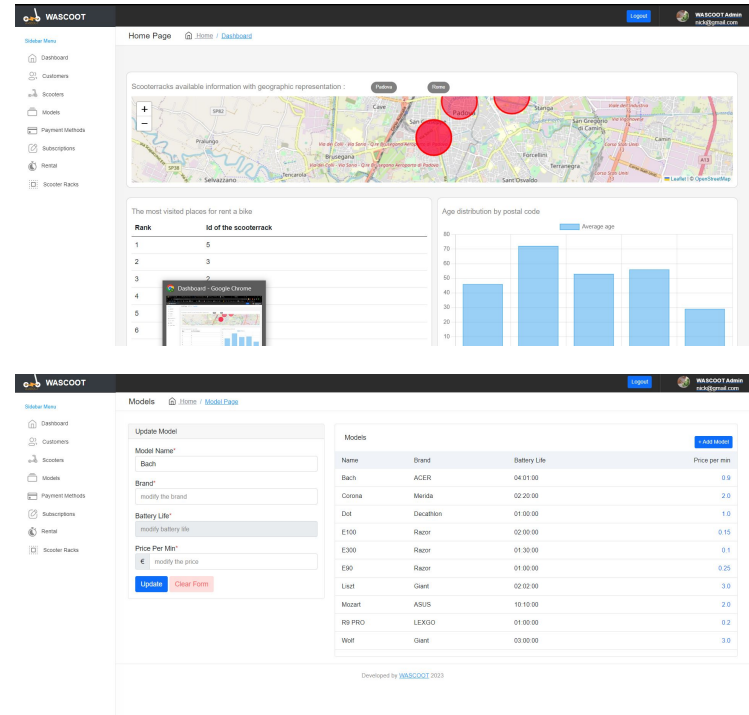 WASCOOT
Logout
WASCOOT Admin
nick@gmail.com
Sidebar Menu
Home Page Home / Dashboard
Dashboard
Customers
Scooters
Models
Payment Methods
Subscriptions
Rental
Scooter Racks
Scooterracks available information with geographic representation :
Padova
Rome
+
−
SP62
Cave
Padova
Stanga
San Gregorio
di Camin
Camin
Pralungo
Brusegana
Forcellini
Terranegra
Corso Stati Uniti
A13
Selvazzano
Tencarola
Sant'Osvaldo
Leaflet | © OpenStreetMap
The most visited places for rent a bike
Rank Id of the scooterrack
1 5
2 3
3 2
4
5
6
Dashboard - Google Chrome
Age distribution by postal code
Average age
80
70
60
50
40
30
20
10
WASCOOT
Logout
WASCOOT Admin
nick@gmail.com
Sidebar Menu
Models Home / Model Page
Dashboard
Customers
Scooters
Models
Payment Methods
Subscriptions
Rental
Scooter Racks
Update Model
Model Name*
Bach
Brand*
modify the brand
Battery Life*
modify battery life
Price Per Min*
€ modify the price
Update Clear Form
Models
+ Add Model
Name Brand Battery Life Price per min
Bach ACER 04:01:00 0.9
Corona Merida 02:20:00 2.0
Dot Decathlon 01:00:00 1.0
E100 Razor 02:00:00 0.15
E300 Razor 01:30:00 0.1
E90 Razor 01:00:00 0.25
Liszt Giant 02:02:00 3.0
Mozart ASUS 10:10:00 2.0
R9 PRO LEXGO 01:00:00 0.2
Wolf Giant 03:00:00 3.0
Developed by WASCOOT 2023